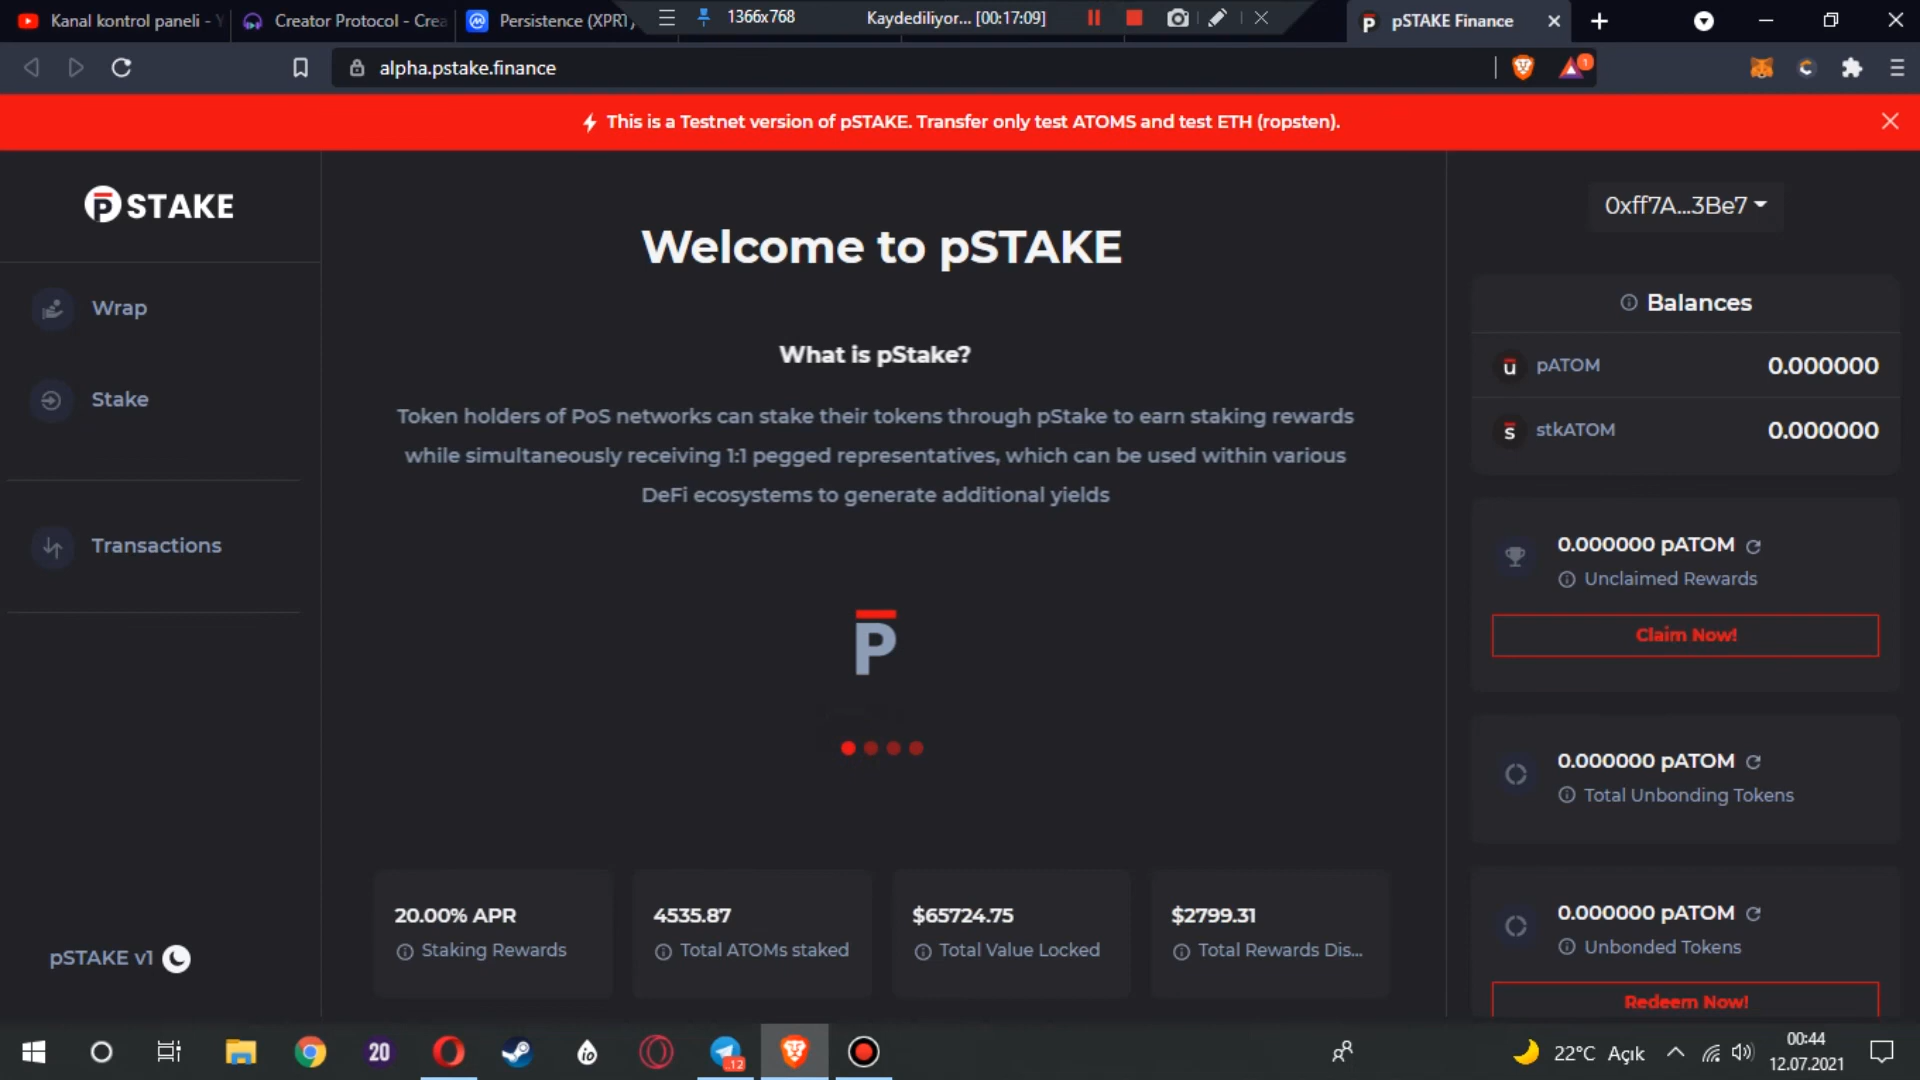 Kanal kontrol paneli -
Creator Protocol - Crea
Persistence (XPRT)
1366x768
Kaydediliyor... [00:17:09]
pSTAKE Finance
alpha.pstake.finance
1
This is a Testnet version of pSTAKE. Transfer only test ATOMS and test ETH (ropsten).
STAKE
Wrap
Stake
Transactions
pSTAKE v1
Welcome to pSTAKE
What is pStake?
Token holders of PoS networks can stake their tokens through pStake to earn staking rewards
while simultaneously receiving 1:1 pegged representatives, which can be used within various
DeFi ecosystems to generate additional yields
P
20.00% APR
Staking Rewards
4535.87
Total ATOMs staked
$65724.75
Total Value Locked
$2799.31
Total Rewards Dis...
0xff7A...3Be7
Balances
pATOM 0.000000
stkATOM 0.000000
0.000000 pATOM
Unclaimed Rewards
Claim Now!
0.000000 pATOM
Total Unbonding Tokens
0.000000 pATOM
Unbonded Tokens
Redeem Now!
20
io
12
22°C Açık
00:44
12.07.2021